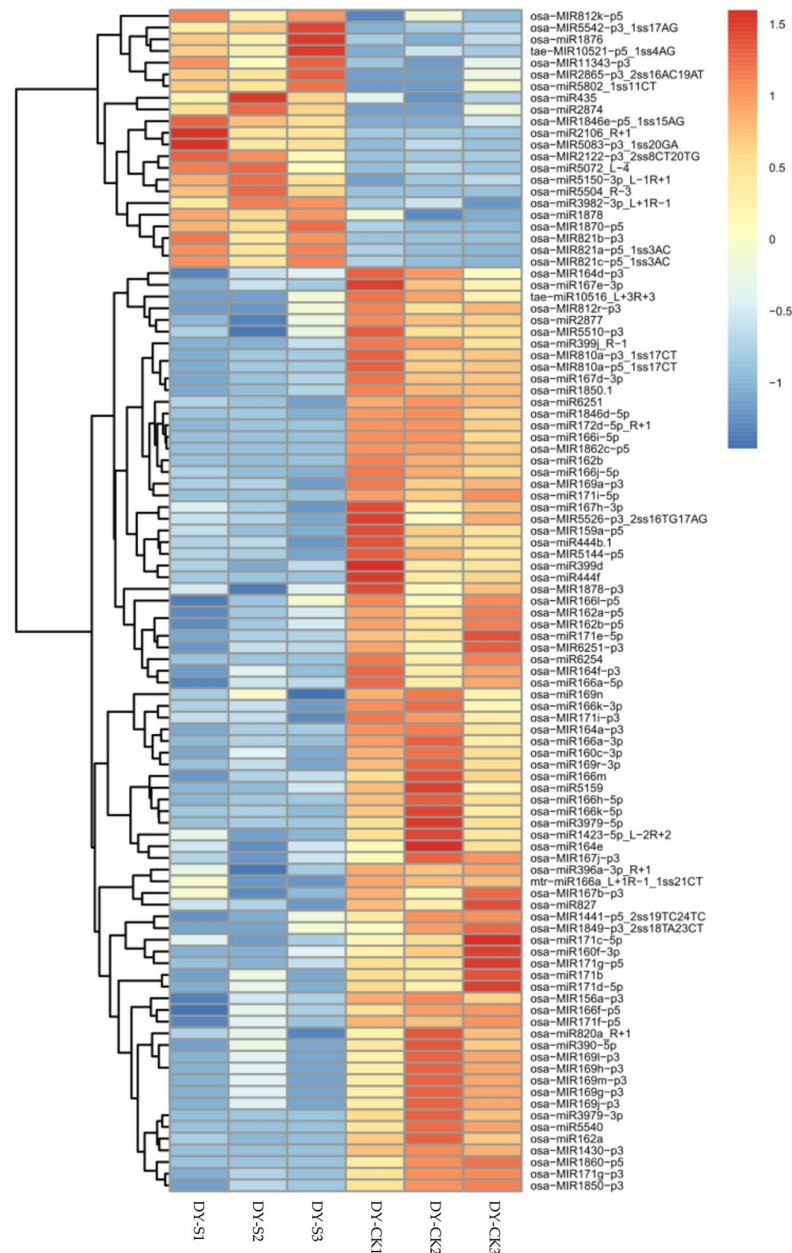 osa−MIR812k−p5
osa−MIR5542−p3_1ss17AG
osa−miR1876
tae−MIR10521−p5_1ss4AG
osa−MIR11343−p3
osa−MIR2865−p3_2ss16AC19AT
osa−miR5802_1ss11CT
osa−miR435
osa−miR2874
osa−MIR1846e−p5_1ss15AG
osa−miR2106_R+1
osa−MIR5083−p3_1ss20GA
osa−MIR2122−p3_2ss8CT20TG
osa−miR5072_L−4
osa−miR5150−3p_L−1R+1
osa−miR5504_R−3
osa−miR3982−3p_L+1R−1
osa−miR1878
osa−MIR1870−p5
osa−MIR821b−p3
osa−MIR821a−p5_1ss3AC
osa−MIR821c−p5_1ss3AC
osa−MIR164d−p3
osa−miR167e−3p
tae−miR10516_L+3R+3
osa−MIR812r−p3
osa−miR2877
osa−MIR5510−p3
osa−miR399j_R−1
osa−MIR810a−p3_1ss17CT
osa−MIR810a−p5_1ss17CT
osa−miR167d−3p
osa−miR1850.1
osa−miR6251
osa−miR1846d−5p
osa−miR172d−5p_R+1
osa−miR166i−5p
osa−MIR1862c−p5
osa−miR162b
osa−miR166j−5p
osa−MIR169a−p3
osa−miR171i−5p
osa−miR167h−3p
osa−MIR5526−p3_2ss16TG17AG
osa−MIR159a−p5
osa−miR444b.1
osa−MIR5144−p5
osa−miR399d
osa−miR444f
osa−MIR1878−p3
osa−MIR166l−p5
osa−MIR162a−p5
osa−MIR162b−p5
osa−miR171e−5p
osa−MIR6251−p3
osa−miR6254
osa−MIR164f−p3
osa−miR166a−5p
osa−miR169n
osa−miR166k−3p
osa−MIR171i−p3
osa−MIR164a−p3
osa−miR166a−3p
osa−miR160c−3p
osa−miR169r−3p
osa−miR166m
osa−miR5159
osa−miR166h−5p
osa−miR166k−5p
osa−miR3979−5p
osa−miR1423−5p_L−2R+2
osa−miR164e
osa−MIR167j−p3
osa−miR396a−3p_R+1
mtr−miR166a_L+1R−1_1ss21CT
osa−MIR167b−p3
osa−miR827
osa−MIR1441−p5_2ss19TC24TC
osa−MIR1849−p3_2ss18TA23CT
osa−miR171c−5p
osa−miR160f−3p
osa−MIR171g−p5
osa−miR171b
osa−miR171d−5p
osa−MIR156a−p3
osa−MIR166f−p5
osa−MIR171f−p5
osa−miR820a_R+1
osa−miR390−5p
osa−MIR169l−p3
osa−MIR169h−p3
osa−MIR169m−p3
osa−MIR169g−p3
osa−MIR169j−p3
osa−miR3979−3p
osa−miR5540
osa−miR162a
osa−MIR1430−p3
osa−MIR1860−p5
osa−MIR171g−p3
osa−MIR1850−p3
1.5
1
0.5
0
−0.5
−1
DY-S1
DY-S2
DY-S3
DY-CK1
DY-CK2
DY-CK3